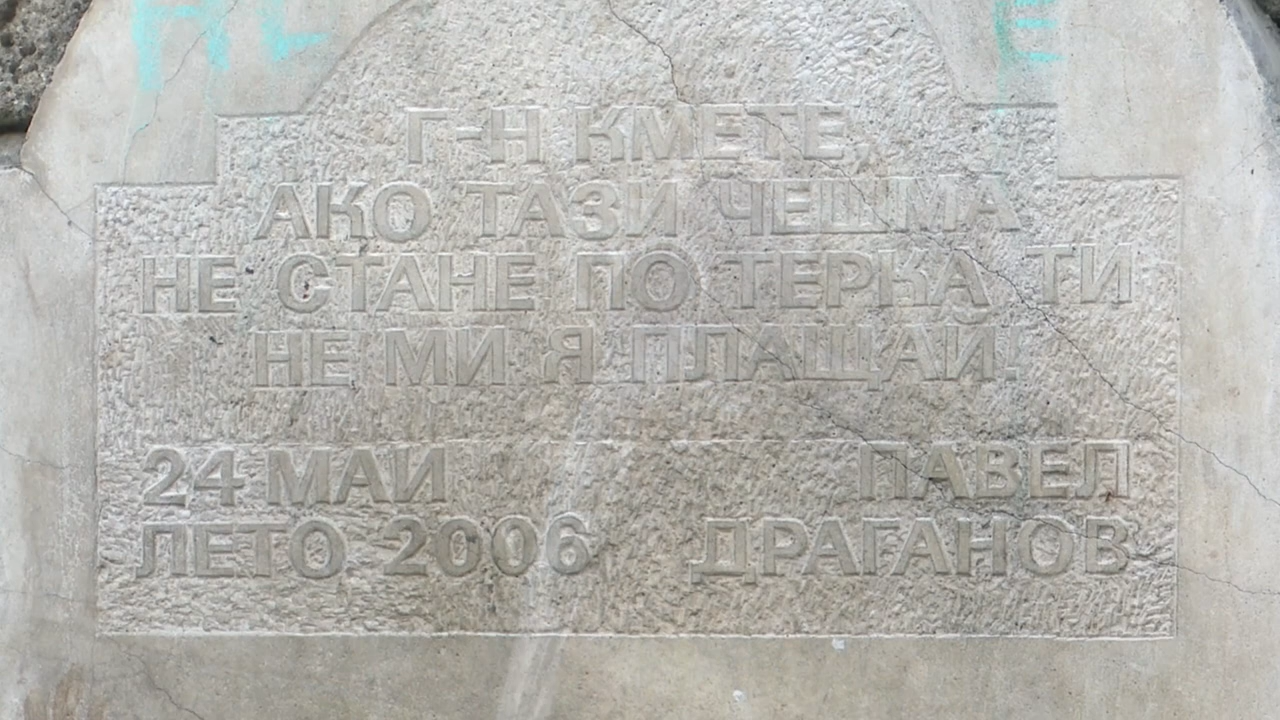 Г-Н КМЕТЕ,
АКО ТАЗИ ЧЕШМА
НЕ СТАНЕ ПО ТЕРКА ТИ
НЕ МИ Я ПЛАЩАЙ!
24 МАЙ ПАВЕЛ
ЛЕТО 2006 ДРАГАНОВ